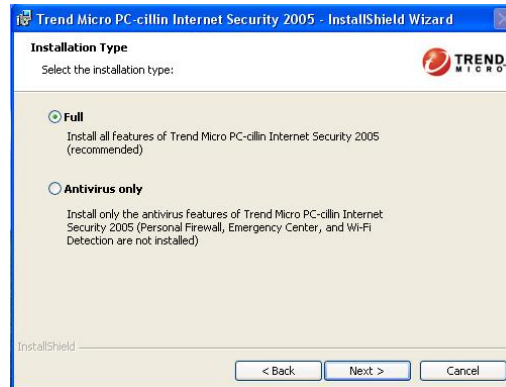 Trend Micro PC-cillin Internet Security 2005 - InstallShield Wizard
Installation Type
Select the installation type:
TREND
MICRO
Full
Install all features of Trend Micro PC-cillin Internet Security 2005
(recommended)
Antivirus only
Install only the antivirus features of Trend Micro PC-cillin Internet
Security 2005 (Personal Firewall, Emergency Center, and Wi-Fi
Detection are not installed)
InstallShield
< Back
Next >
Cancel